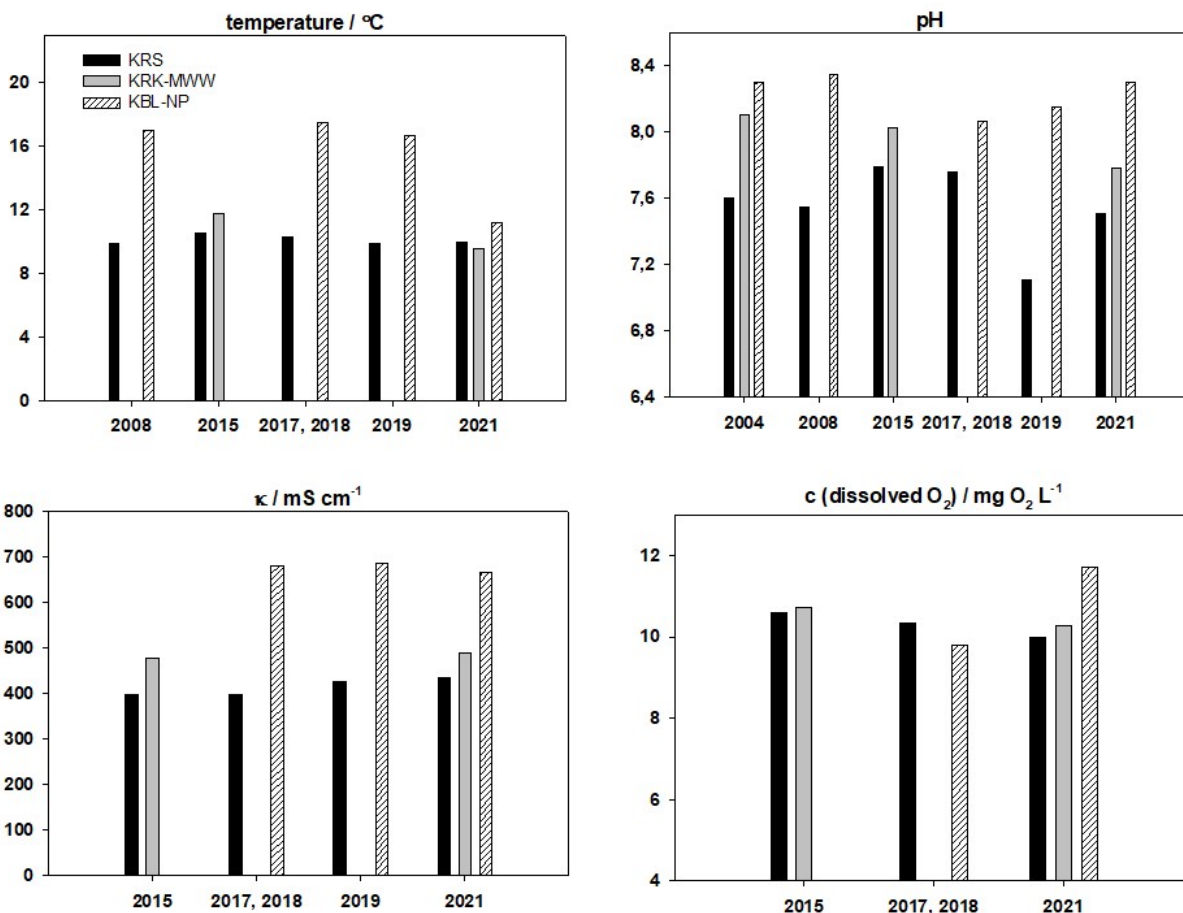 temperature / ºC
20
16
12
8
4
0
KRS
KRK-MWW
KBL-NP
2008 2015 2017, 2018 2019 2021
pH
8,4
8,0
7,6
7,2
6,8
6,4
2004 2008 2015 2017, 2018 2019 2021
ϰ / mS cm⁻¹
800
700
600
500
400
300
200
100
0
2015 2017, 2018 2019 2021
c (dissolved O₂) / mg O₂ L⁻¹
12
10
8
6
4
2015 2017, 2018 2021